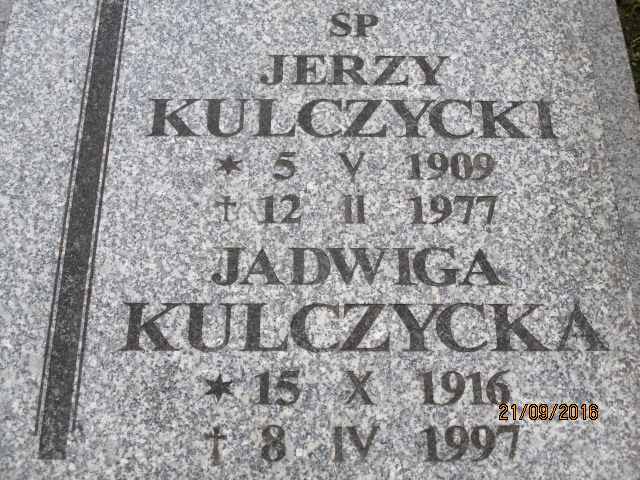 SP
JERZY
KULCZYCKI
* 5 V 1909
† 12 II 1977
JADWIGA
KULCZYCKA
* 15 X 1916
† 8 IV 1997
21/09/2016